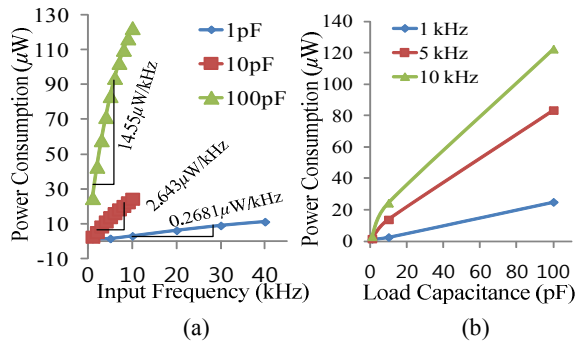 130
110
90
70
50
30
10
-10
Power Consumption (µW)
1pF
10pF
100pF
14.55µW/kHz
2.643µW/kHz
0.2681µW/kHz
0 10 20 30 40
Input Frequency (kHz)
(a)
140
120
100
80
60
40
20
0
Power Consumption (µW)
1 kHz
5 kHz
10 kHz
0 20 40 60 80 100
Load Capacitance (pF)
(b)